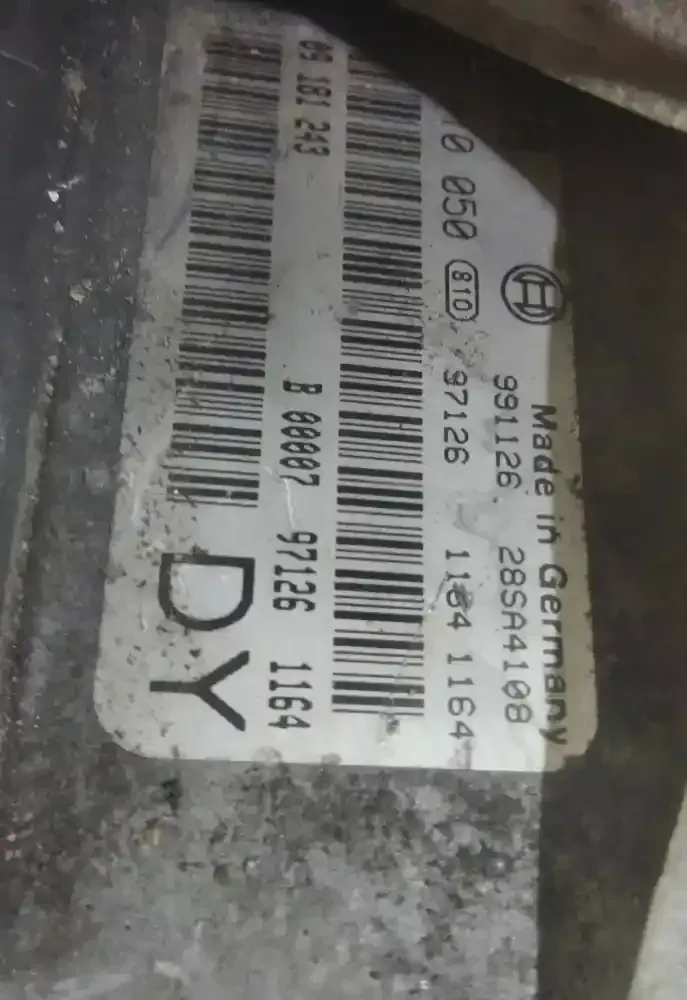 Made in Germany
991126 28SA4108
0 050 810 97126 1164 1164
09 181 243 B 00007 97126 1164
DY